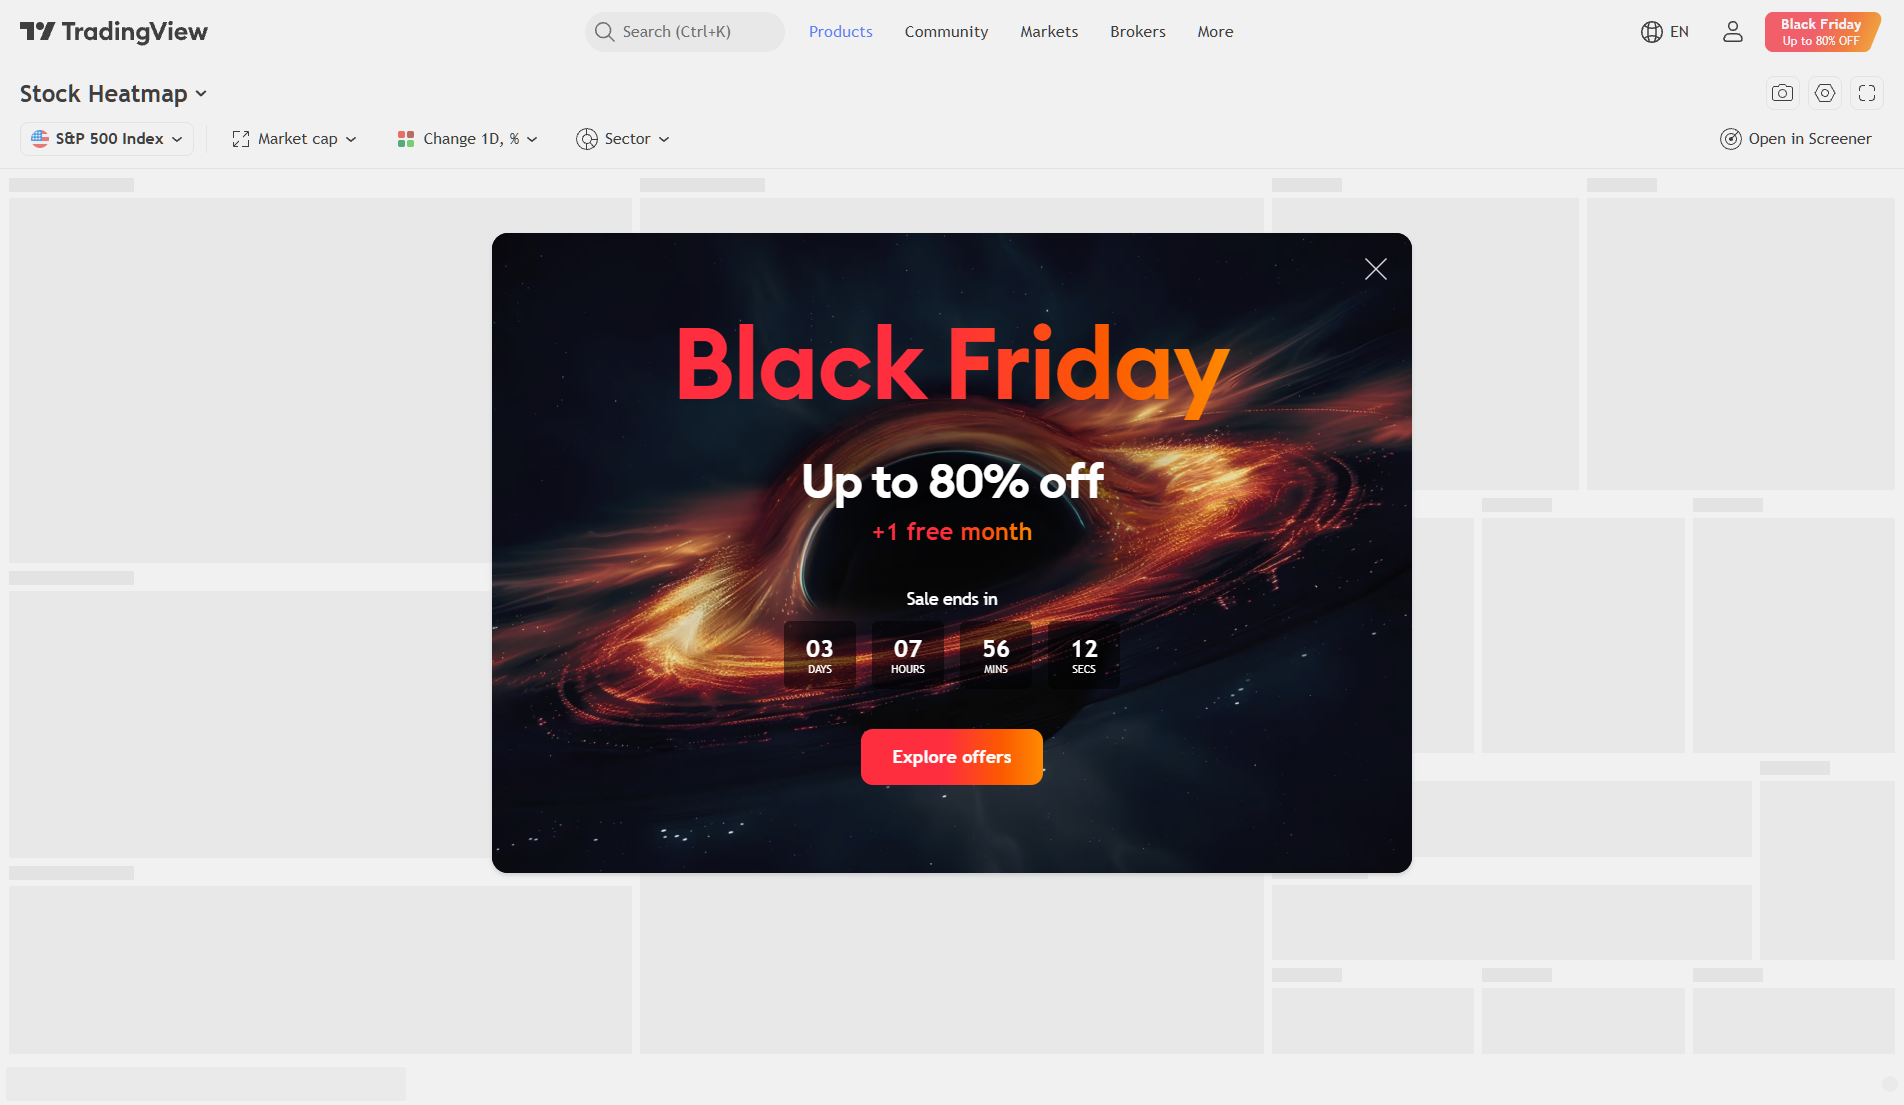 TradingView
Search (Ctrl+K)
Products
Community
Markets
Brokers
More
EN
Black Friday
Up to 80% OFF
Stock Heatmap
S&P 500 Index
Market cap
Change 1D, %
Sector
Open in Screener
Black Friday
Up to 80% off
+1 free month
Sale ends in
03 07 56 12
DAYS HOURS MINS SECS
Explore offers